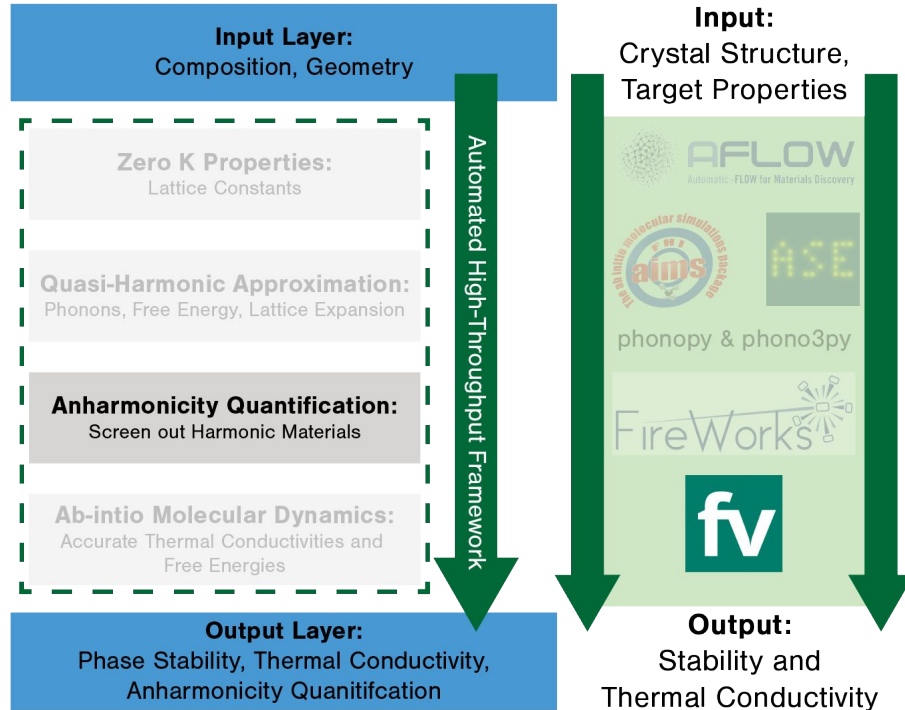 Input Layer:
Composition, Geometry
Zero K Properties:
Lattice Constants
Quasi-Harmonic Approximation:
Phonons, Free Energy, Lattice Expansion
Anharmonicity Quantification:
Screen out Harmonic Materials
Ab-intio Molecular Dynamics:
Accurate Thermal Conductivities and
Free Energies
Automated High-Throughput Framework
Output Layer:
Phase Stability, Thermal Conductivity,
Anharmonicity Quanitifcation
Input:
Crystal Structure,
Target Properties
AFLOW
Automatic -FLOW for Materials Discovery
The ab initio molecular simulations package
FHI
aims
ASE
phonopy & phono3py
FireWorks
fv
Output:
Stability and
Thermal Conductivity